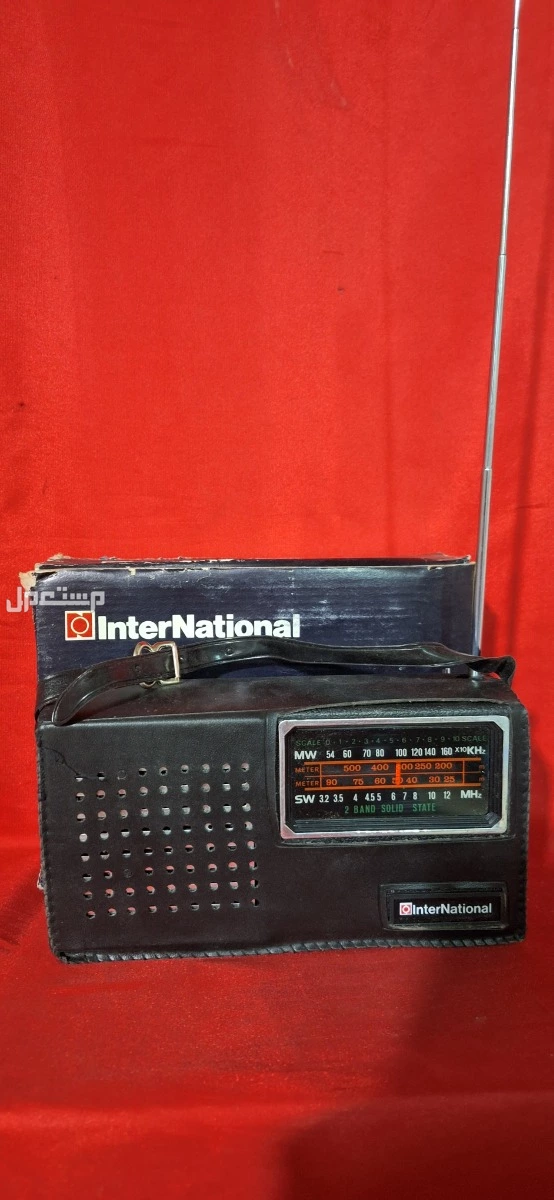 مستعمل
InterNational
SCALE 0-1-2-3-4-5-6-7-8-9-10 SCALE
MW 54 60 70 80 100 120 140 160 X10KHz
METER 500 400 300 250 200
METER 90 75 60 50 40 30 25
SW 3.2 3.5 4 4.5 5 6 7 8 10 12 MHz
2 BAND SOLID STATE
InterNational